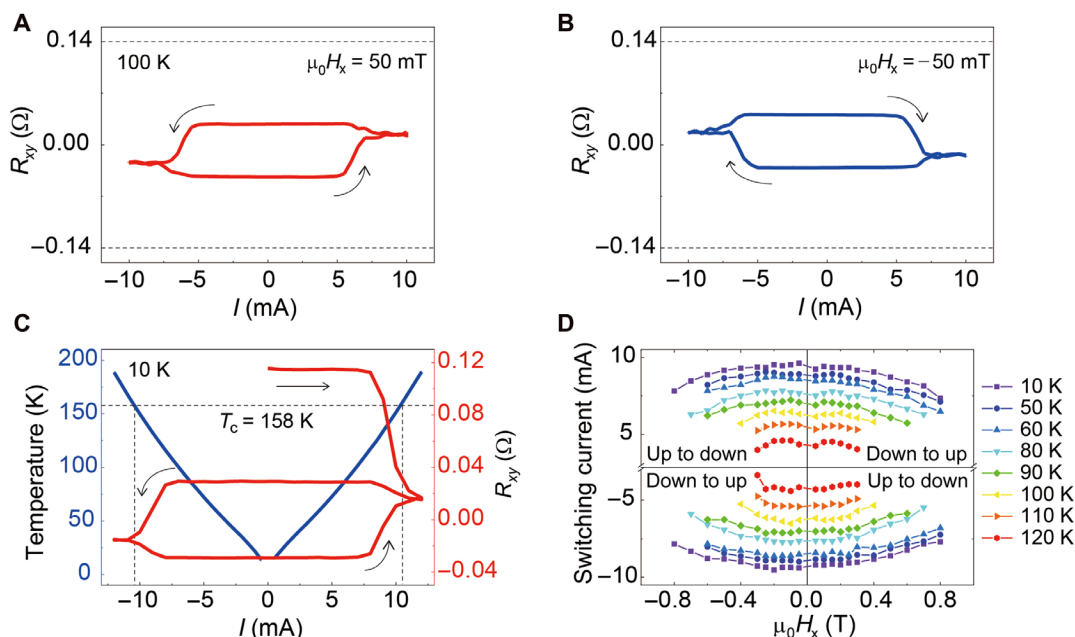 A
0.14
100 K
μ0Hx = 50 mT
Rxy (Ω)
0.00
–0.14
–10 –5 0 5 10
I (mA)
B
0.14
μ0Hx = –50 mT
Rxy (Ω)
0.00
–0.14
–10 –5 0 5 10
I (mA)
C
200
150
100
50
0
Temperature (K)
10 K
Tc = 158 K
0.12
0.08
0.04
0.00
–0.04
Rxy (Ω)
–10 –5 0 5 10
I (mA)
D
10
5
–5
–10
Switching current (mA)
Up to down
Down to up
Down to up
Up to down
–0.8 –0.4 0.0 0.4 0.8
μ0Hx (T)
10 K
50 K
60 K
80 K
90 K
100 K
110 K
120 K